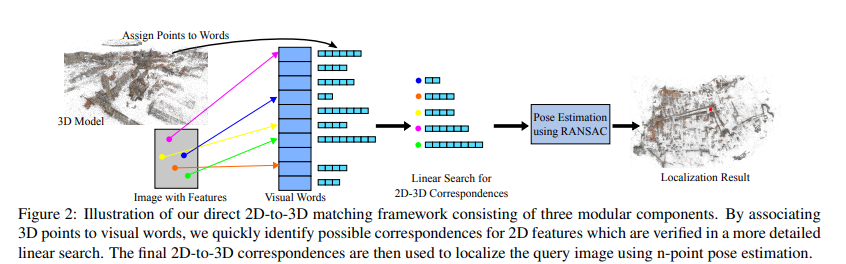 Assign Points to Words
3D Model
Image with Features
Visual Words
Linear Search for
2D-3D Correspondences
Pose Estimation
using RANSAC
Localization Result
Figure 2: Illustration of our direct 2D-to-3D matching framework consisting of three modular components. By associating
3D points to visual words, we quickly identify possible correspondences for 2D features which are verified in a more detailed
linear search. The final 2D-to-3D correspondences are then used to localize the query image using n-point pose estimation.